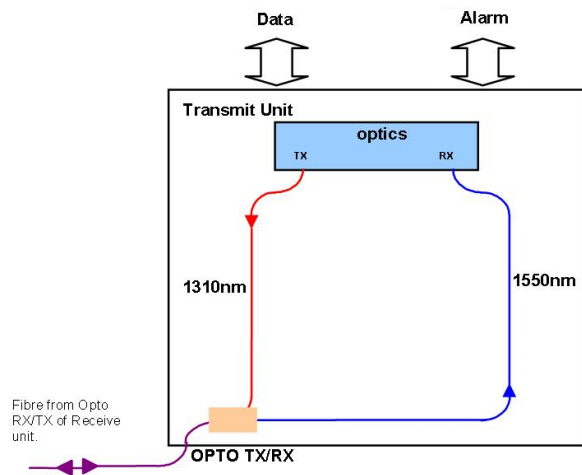 Data
Alarm
Transmit Unit
optics
TX
RX
1310nm
1550nm
Fibre from Opto
RX/TX of Receive
unit.
OPTO TX/RX